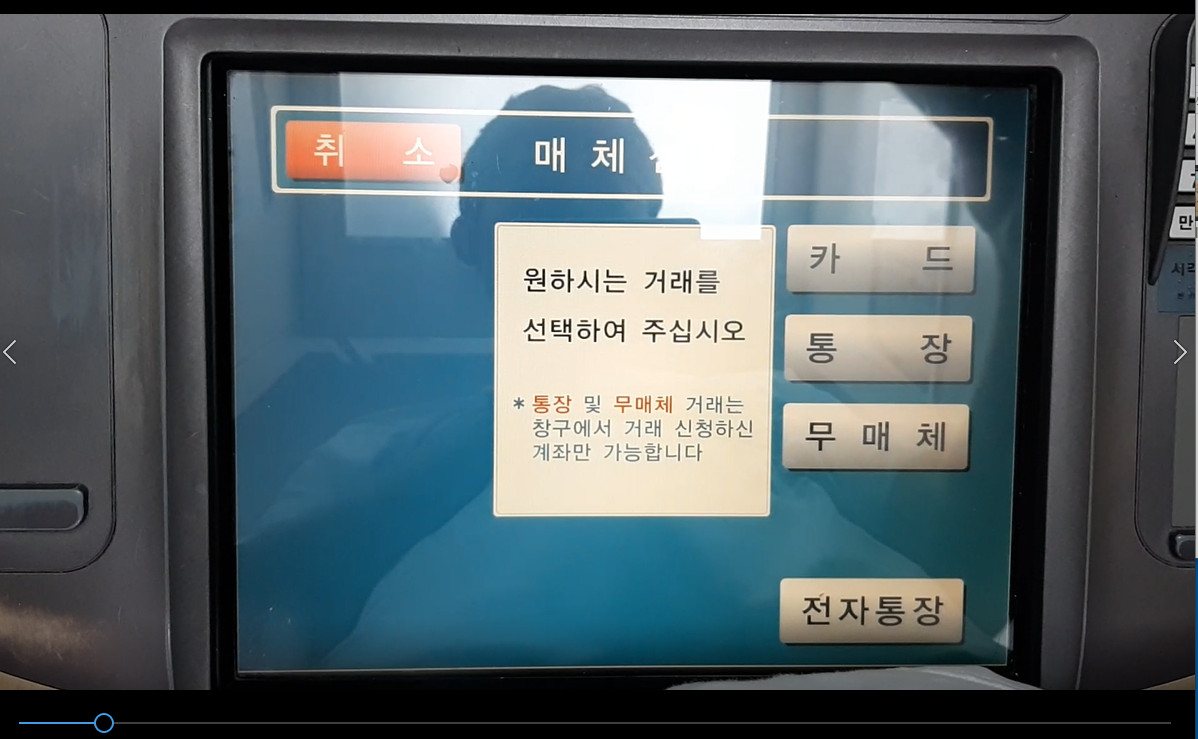 취 소
매 체
원하시는 거래를
선택하여 주십시오
* 통장 및 무매체 거래는
창구에서 거래 신청하신
계좌만 가능합니다
카 드
통 장
무 매 체
전자통장